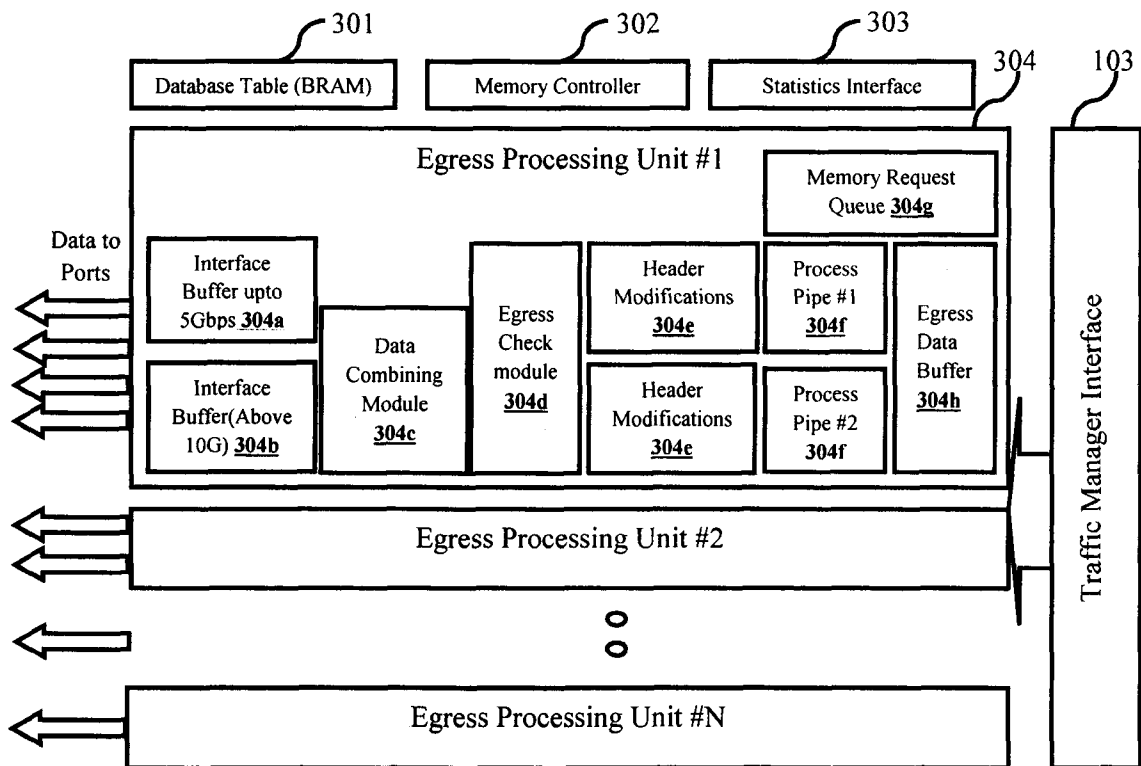 301
302
303
304
103
Database Table (BRAM)
Memory Controller
Statistics Interface
Egress Processing Unit #1
Memory Request
Queue 304g
Data to
Ports
Interface
Buffer upto
5Gbps 304a
Interface
Buffer(Above
10G) 304b
Data
Combining
Module
304c
Egress
Check
module
304d
Header
Modifications
304e
Header
Modifications
304e
Process
Pipe #1
304f
Process
Pipe #2
304f
Egress
Data
Buffer
304h
Traffic Manager Interface
Egress Processing Unit #2
Egress Processing Unit #N